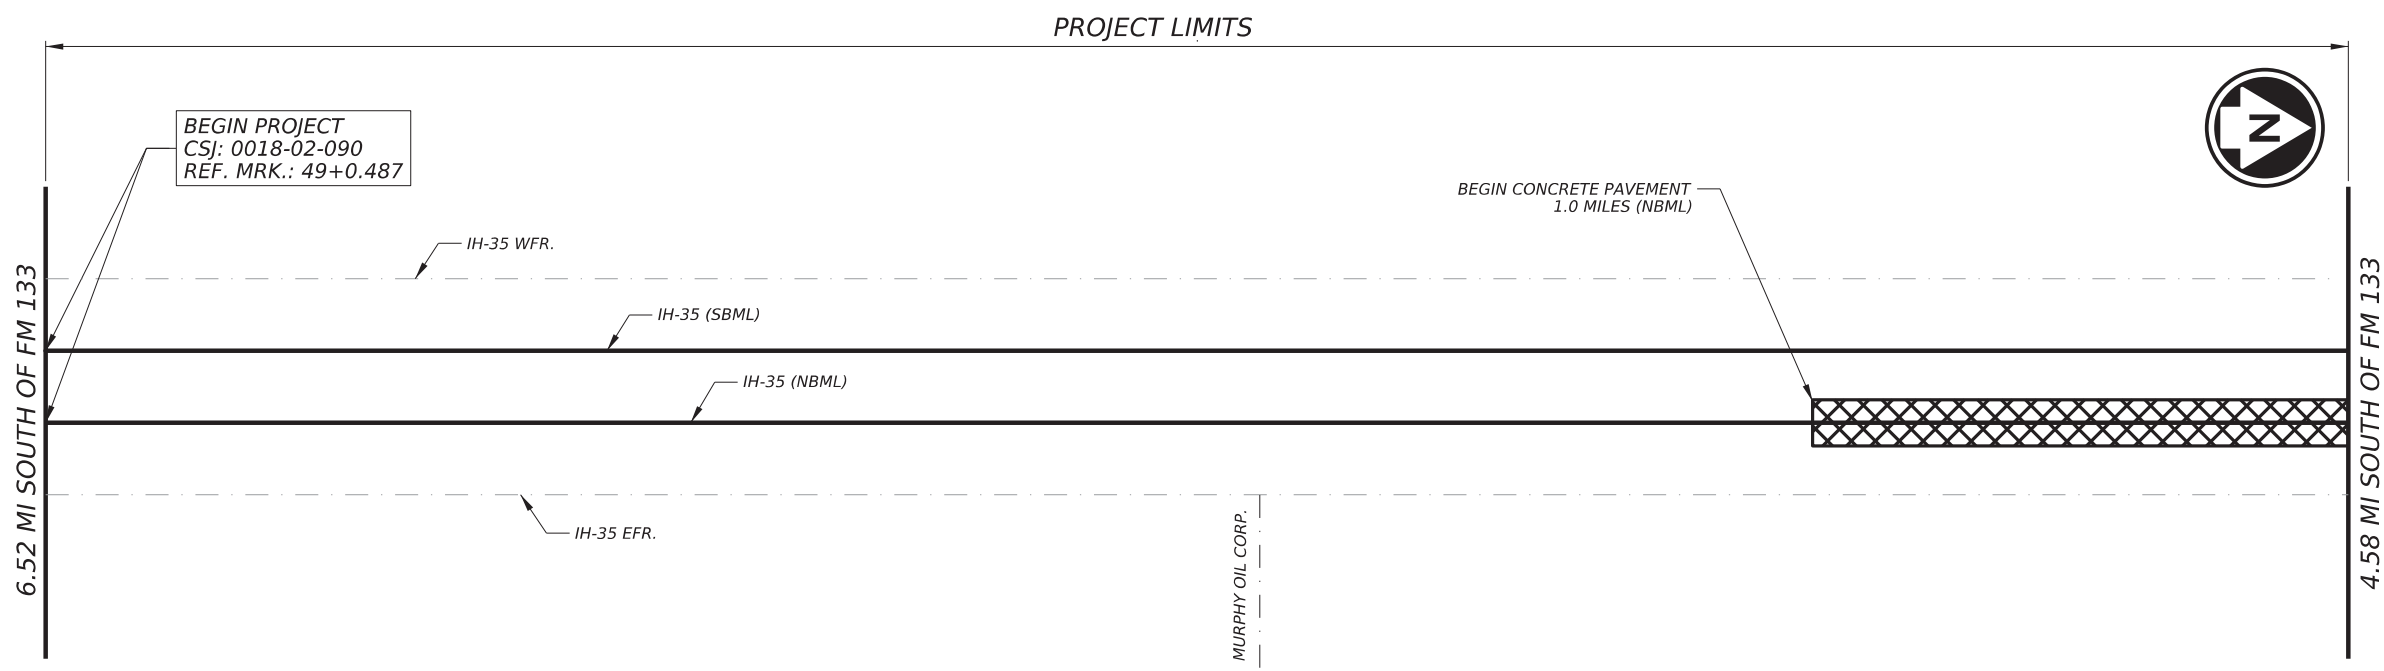 PROJECT LIMITS
BEGIN PROJECT
CSJ: 0018-02-090
REF. MRK.: 49+0.487
N
BEGIN CONCRETE PAVEMENT
1.0 MILES (NBML)
IH-35 WFR.
IH-35 (SBML)
IH-35 (NBML)
IH-35 EFR.
MURPHY OIL CORP.
6.52 MI SOUTH OF FM 133
4.58 MI SOUTH OF FM 133